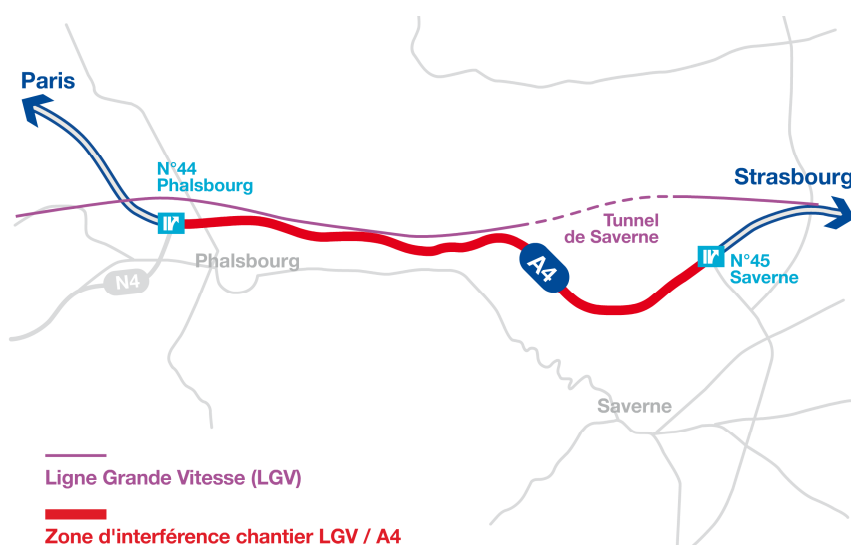 Paris
N°44
Phalsbourg
Strasbourg
Tunnel
de Saverne
Phalsbourg
A4
N°45
Saverne
N4
Saverne
Ligne Grande Vitesse (LGV)
Zone d'interférence chantier LGV / A4